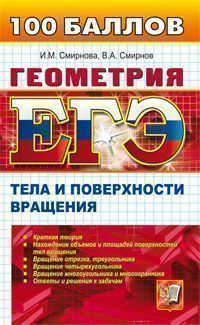 100 БАЛЛОВ
И.М. Смирнова, В.А. Смирнов
ГЕОМЕТРИЯ
ЕГЭ
ТЕЛА И ПОВЕРХНОСТИ
ВРАЩЕНИЯ
Краткая теория
Нахождение объемов и площадей поверхностей
тел вращения
Вращение отрезка, треугольника
Вращение четырехугольника
Вращение многоугольника и многогранника
Ответы и решения к задачам